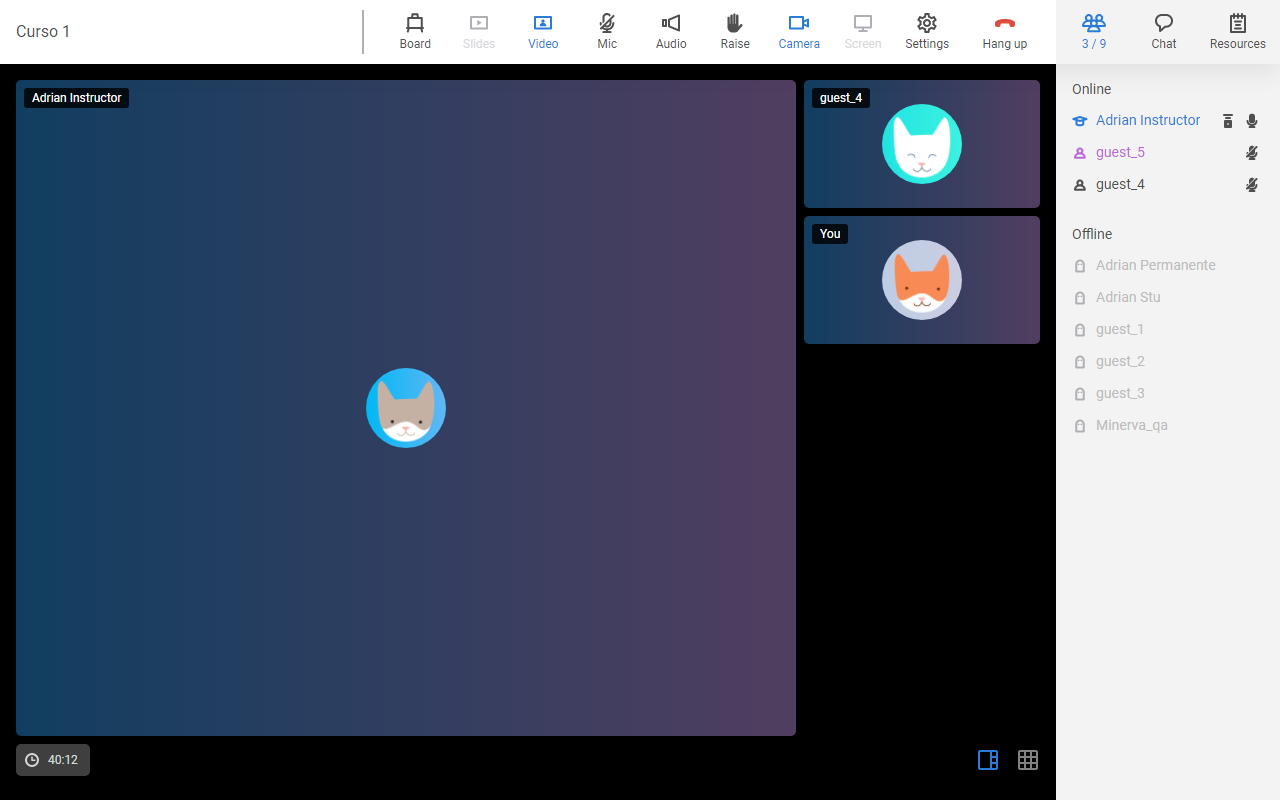 Curso 1
Board
Slides
Video
Mic
Audio
Raise
Camera
Screen
Settings
Hang up
3 / 9
Chat
Resources
Adrian Instructor
guest_4
You
40:12
Online
Adrian Instructor
guest_5
guest_4
Offline
Adrian Permanente
Adrian Stu
guest_1
guest_2
guest_3
Minerva_qa